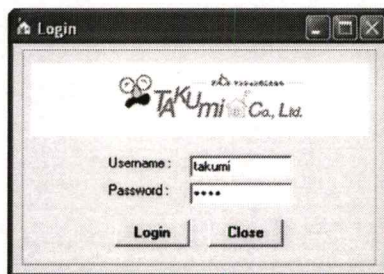 Login
TAKUmi Co., Ltd.
Username :
takumi
Password :
••••
Login
Close